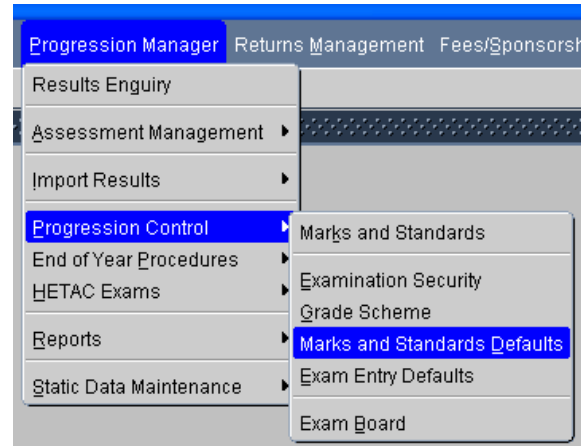 Progression Manager Returns Management Fees/Sponsorsh
Results Enquiry
Assessment Management
Import Results
Progression Control
End of Year Procedures
HETAC Exams
Reports
Static Data Maintenance
Marks and Standards
Examination Security
Grade Scheme
Marks and Standards Defaults
Exam Entry Defaults
Exam Board